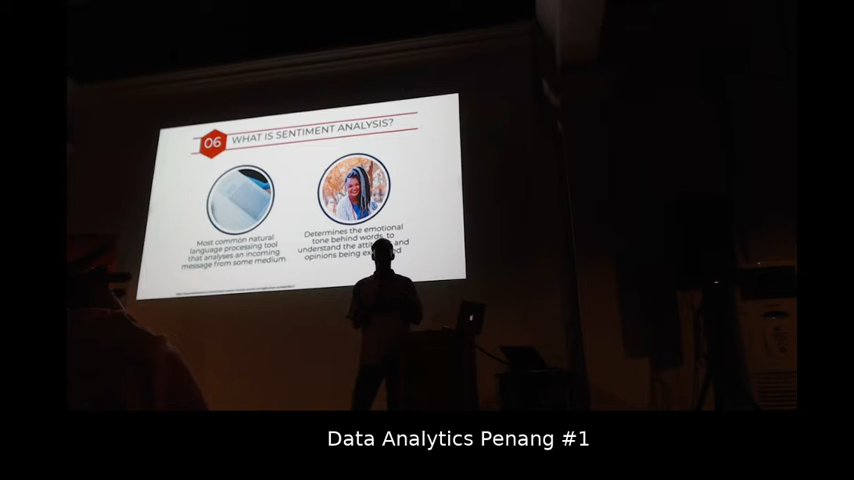 06
WHAT IS SENTIMENT ANALYSIS?
Most common natural
language processing tool
that analyses an incoming
message from some medium
Determines the emotional
tone behind words, to
understand the and
opinions being
Data Analytics Penang #1